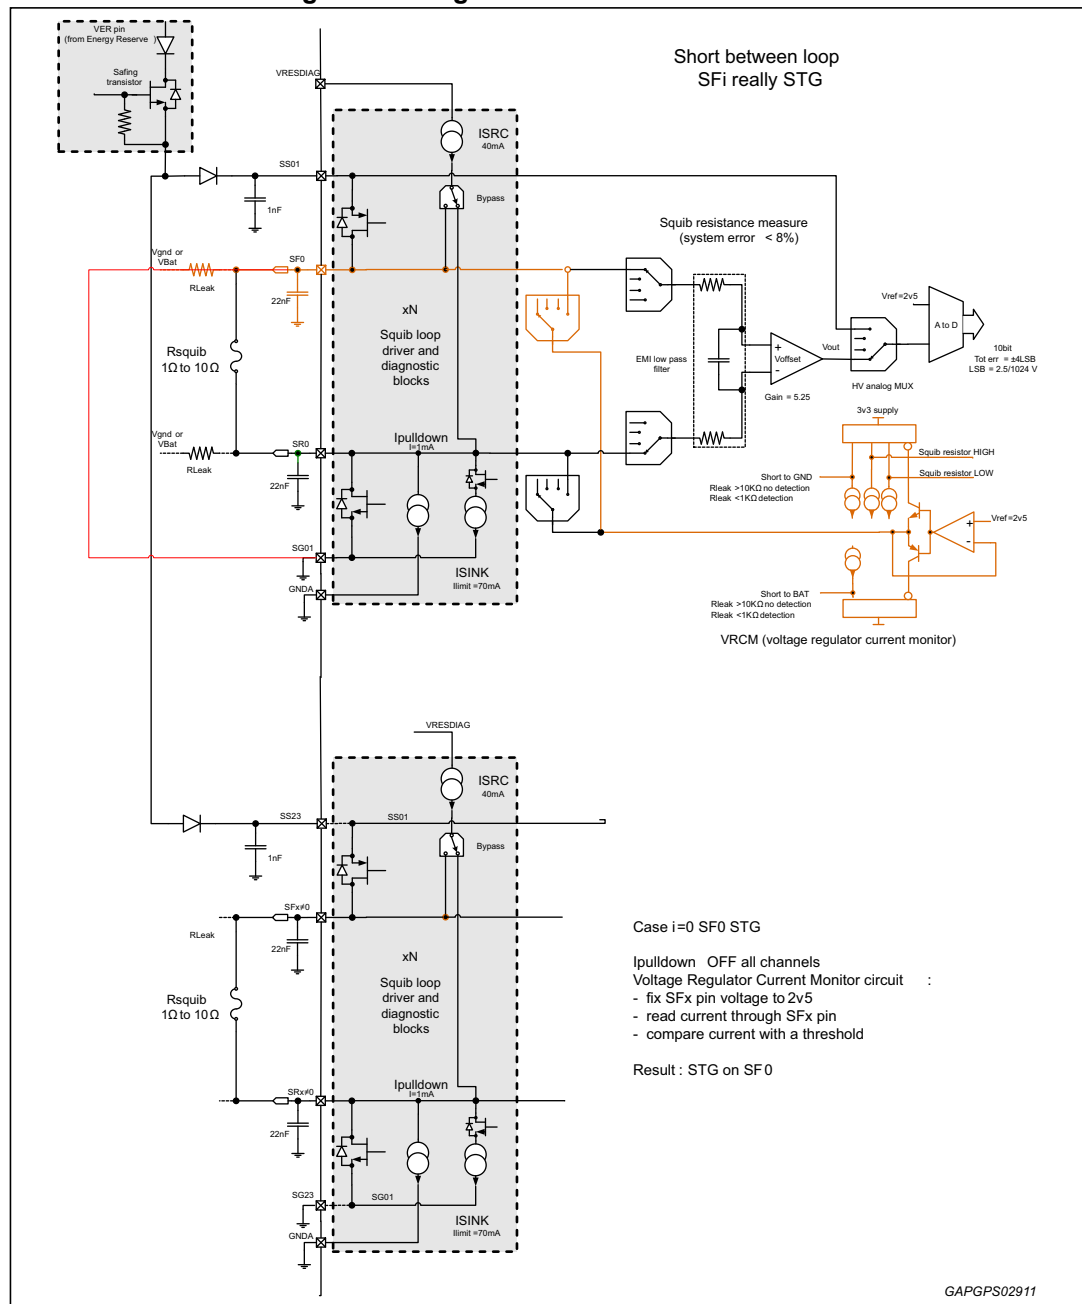 VER pin
(from Energy Reserve )
Safing
transistor
VRESDIAG
Short between loop
SFi really STG
ISRC
40mA
SS01
Bypass
1nF
Squib resistance measure
(system error < 8%)
Vgnd or
VBat
SF0
RLeak
22nF
xN
Squib loop
driver and
diagnostic
blocks
Rsquib
1Ω to 10Ω
Vref=2v5
A to D
10bit
Tot err = ±4LSB
LSB = 2.5/1024 V
EMI low pass
filter
+
-
Voffset
Vout
Gain = 5.25
HV analog MUX
Vgnd or
VBat
SR0
RLeak
22nF
Ipulldown
I=1mA
3v3 supply
Squib resistor HIGH
Squib resistor LOW
Short to GND
Rleak >10KΩ no detection
Rleak <1KΩ detection
+
-
Vref=2v5
SG01
ISINK
Ilimit =70mA
GNDA
Short to BAT
Rleak >10KΩ no detection
Rleak <1KΩ detection
VRCM (voltage regulator current monitor)
VRESDIAG
ISRC
40mA
SS23
SS01
Bypass
1nF
SFx≠0
RLeak
22nF
xN
Squib loop
driver and
diagnostic
blocks
Rsquib
1Ω to 10Ω
Case i=0 SF0 STG
Ipulldown OFF all channels
Voltage Regulator Current Monitor circuit :
- fix SFx pin voltage to 2v5
- read current through SFx pin
- compare current with a threshold
Result : STG on SF0
SRx≠0
22nF
Ipulldown
I=1mA
SG23
SG01
ISINK
Ilimit =70mA
GNDA
GAPGPS02911